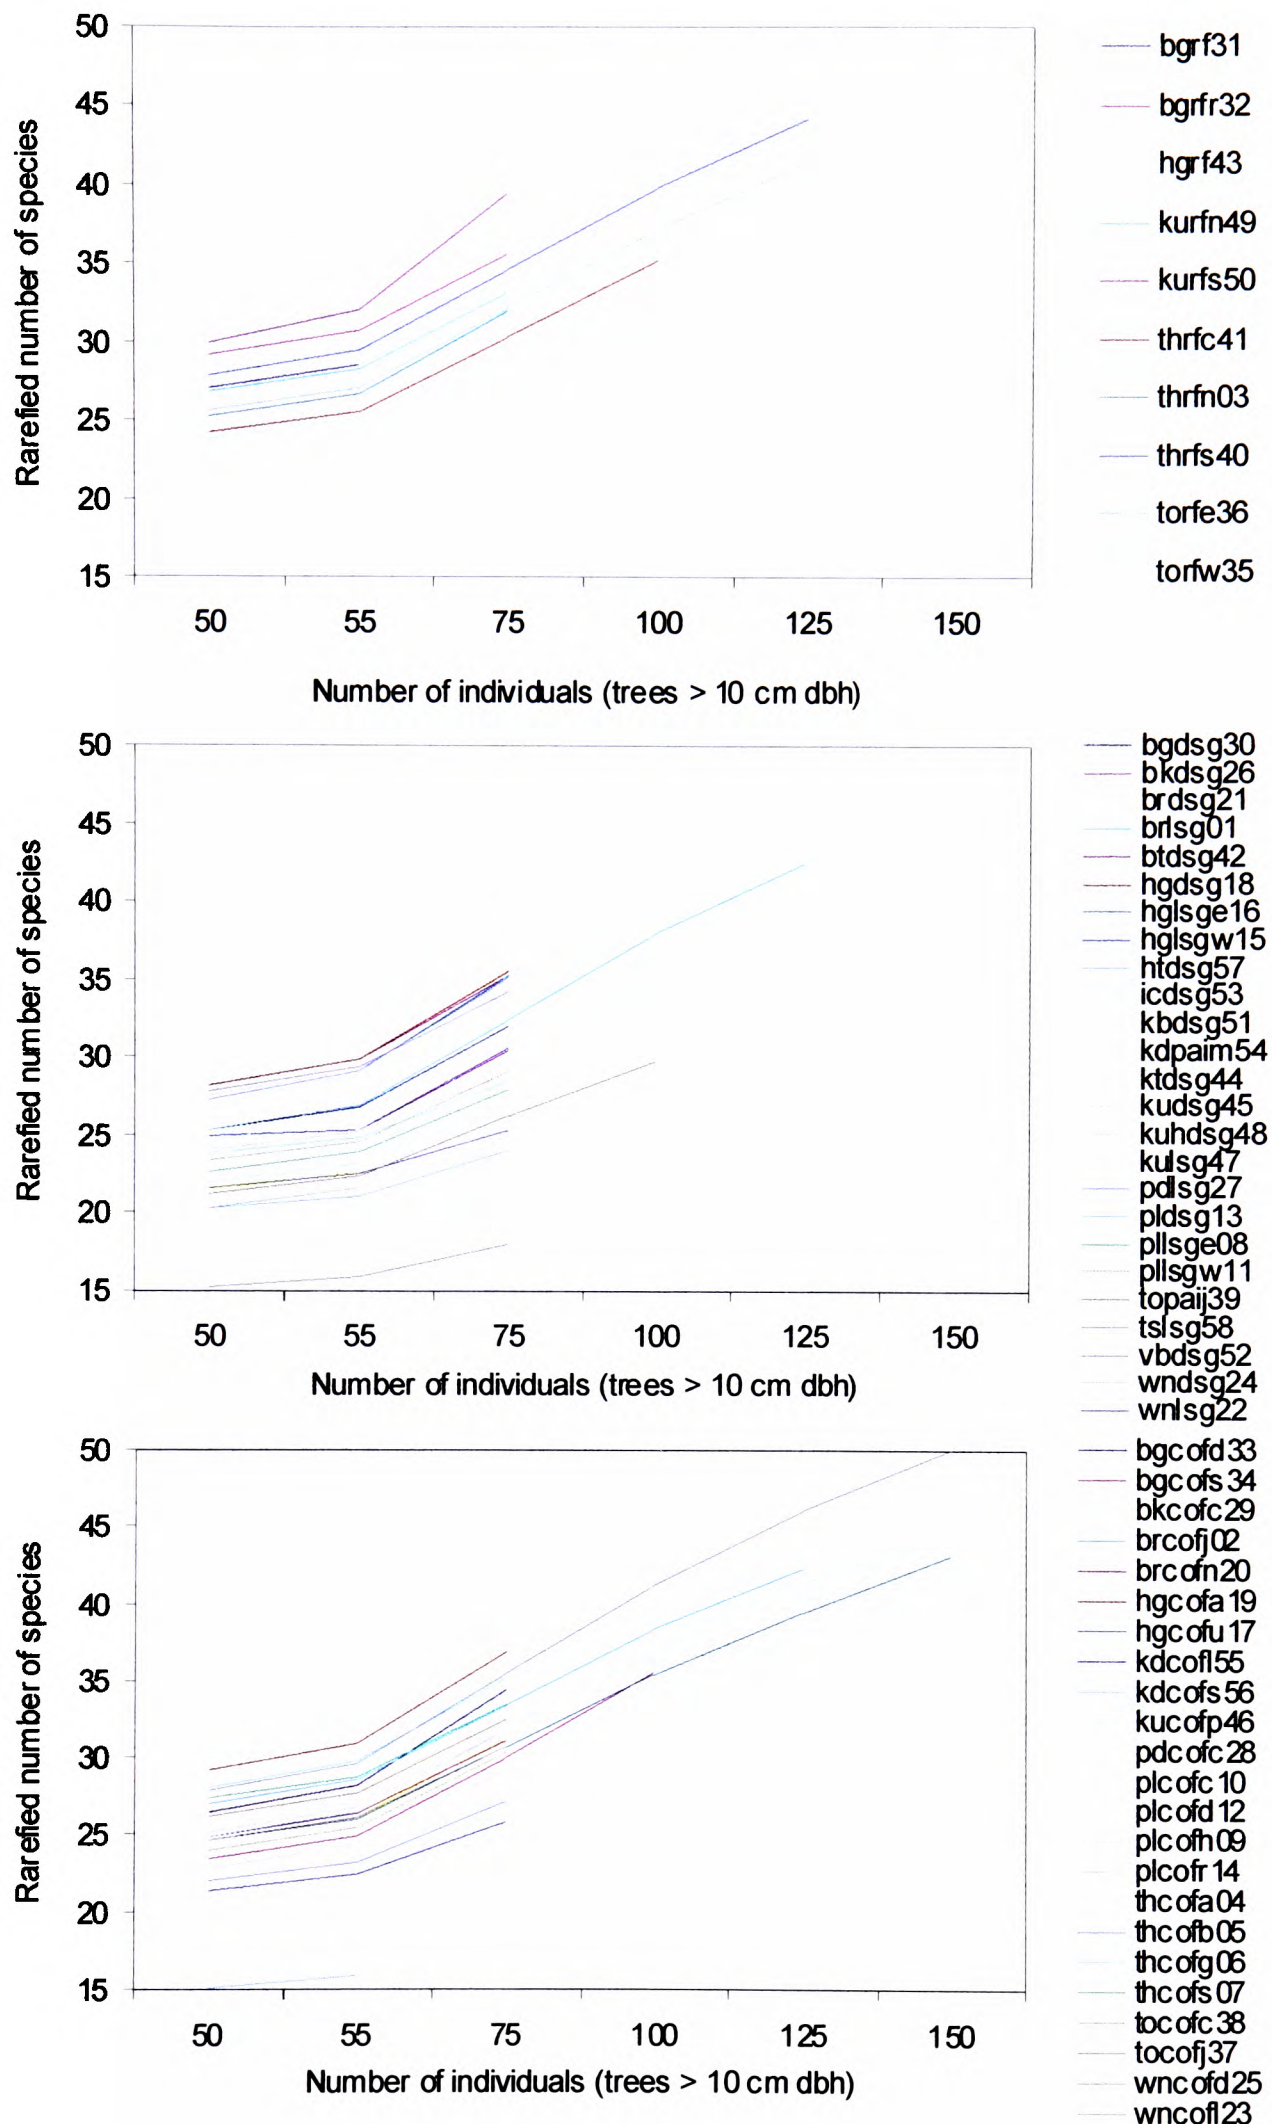 50
45
40
35
30
25
20
15
Rarefied number of species
50 55 75 100 125 150
Number of individuals (trees > 10 cm dbh)
bgrf31
bgrfr32
hgrf43
kurfn49
kurfs50
thrfc41
thrfn03
thrfs40
torfe36
torfw35
50
45
40
35
30
25
20
15
Rarefied number of species
50 55 75 100 125 150
Number of individuals (trees > 10 cm dbh)
bgdsg30
bkdsg26
brdsg21
brlsg01
btdsg42
hgdsg18
hglsge16
hglsgw15
htdsg57
icdsg53
kbdsg51
kdpaim54
ktdsg44
kudsg45
kuhdsg48
kulsg47
pdlsg27
pldsg13
pllsge08
pllsgw11
topaij39
tslsg58
vbdsg52
wndsg24
wnlsg22
50
45
40
35
30
25
20
15
Rarefied number of species
50 55 75 100 125 150
Number of individuals (trees > 10 cm dbh)
bgcofd33
bgcofs34
bkcofc29
brcofj02
brcofn20
hgcofa19
hgcofu17
kdcofl55
kdcofs56
kucofp46
pdcofc28
plcofc10
plcofd12
plcofh09
plcofr14
thcofa04
thcofb05
thcofg06
thcofs07
tocofc38
tocofj37
wncofd25
wncofl23